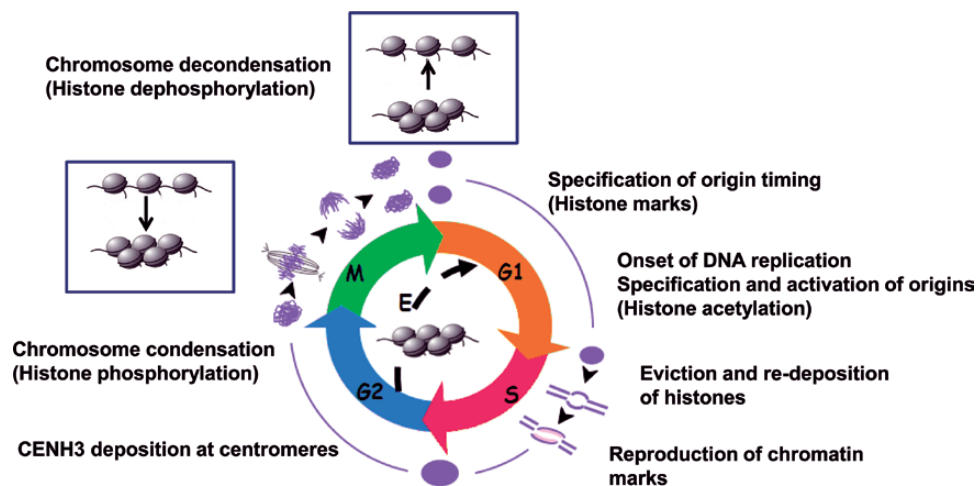 Chromosome decondensation
(Histone dephosphorylation)
Specification of origin timing
(Histone marks)
Onset of DNA replication
Specification and activation of origins
(Histone acetylation)
M
G1
E
Chromosome condensation
(Histone phosphorylation)
Eviction and re-deposition
of histones
G2
S
CENH3 deposition at centromeres
Reproduction of chromatin
marks